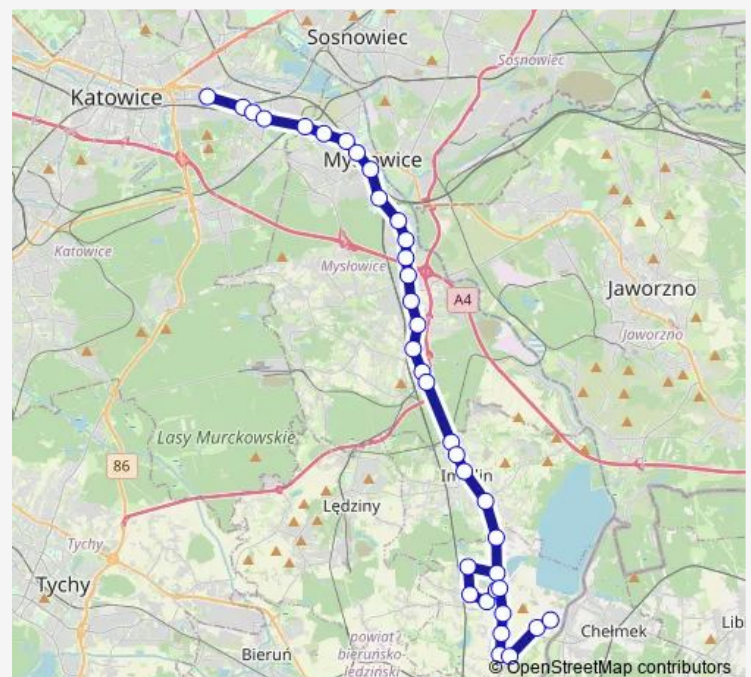 Sosnowiec
Sosnowiec
Katowice
Katowice
Mysłowice
Jaworzno
A4
Jaworzno
Lasy Murckowskie
86
Lędziny
Tychy
Tychy
powiat
bieruńsko-
lędziński
Bieruń
Chełmek
Lib
© OpenStreetMap contributors